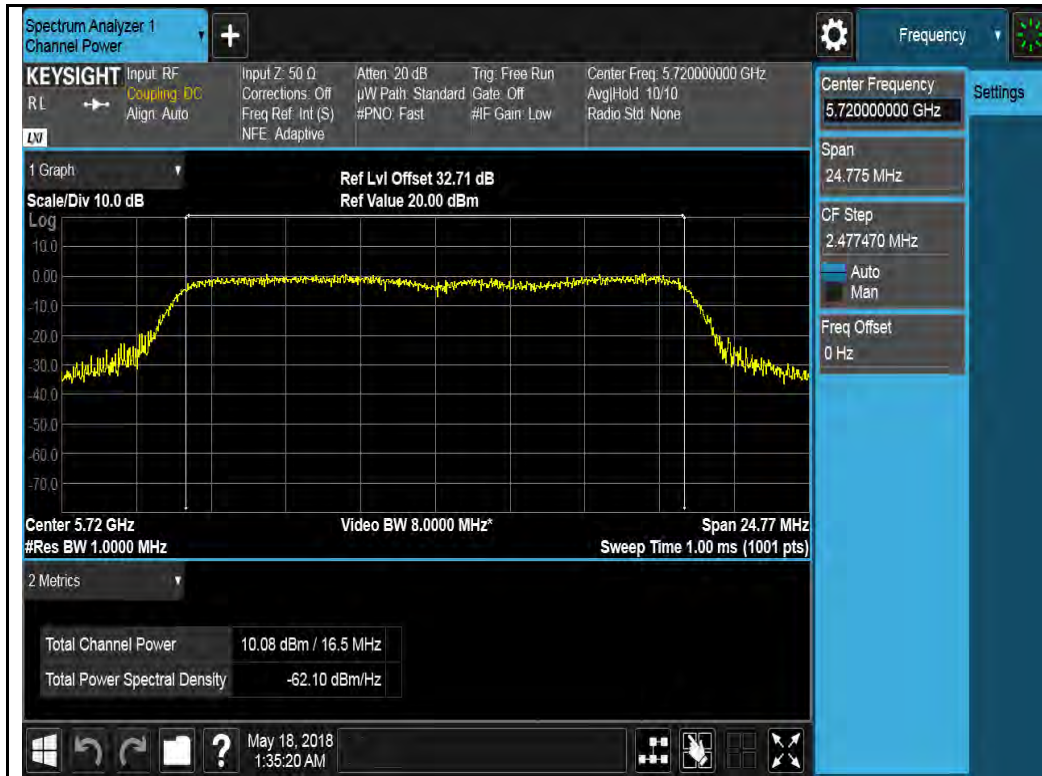 Spectrum Analyzer 1
Channel Power
+
Frequency
KEYSIGHT
RL
LXI
Input: RF
Coupling: DC
Align: Auto
Input Z: 50 Ω
Corrections: Off
Freq Ref: Int (S)
NFE: Adaptive
Atten: 20 dB
µW Path: Standard
#PNO: Fast
Trig: Free Run
Gate: Off
#IF Gain: Low
Center Freq: 5.720000000 GHz
Avg|Hold: 10/10
Radio Std: None
Center Frequency
5.720000000 GHz
Settings
Span
24.775 MHz
CF Step
2.477470 MHz
Auto
Man
Freq Offset
0 Hz
1 Graph
Scale/Div 10.0 dB
Ref Lvl Offset 32.71 dB
Ref Value 20.00 dBm
Log
10.0
0.00
-10.0
-20.0
-30.0
-40.0
-50.0
-60.0
-70.0
Center 5.72 GHz
Video BW 8.0000 MHz*
Span 24.77 MHz
#Res BW 1.0000 MHz
Sweep Time 1.00 ms (1001 pts)
2 Metrics
Total Channel Power 10.08 dBm / 16.5 MHz
Total Power Spectral Density -62.10 dBm/Hz
?
May 18, 2018
1:35:20 AM